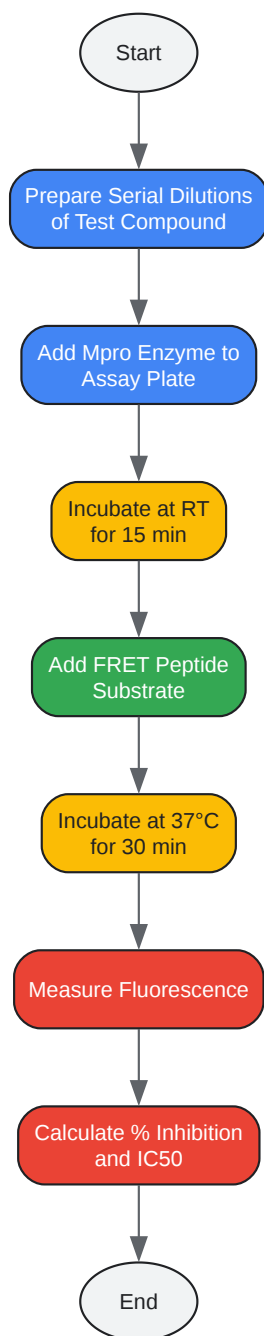 Start
Prepare Serial Dilutions
of Test Compound
Add Mpro Enzyme to
Assay Plate
Incubate at RT
for 15 min
Add FRET Peptide
Substrate
Incubate at 37°C
for 30 min
Measure Fluorescence
Calculate % Inhibition
and IC50
End